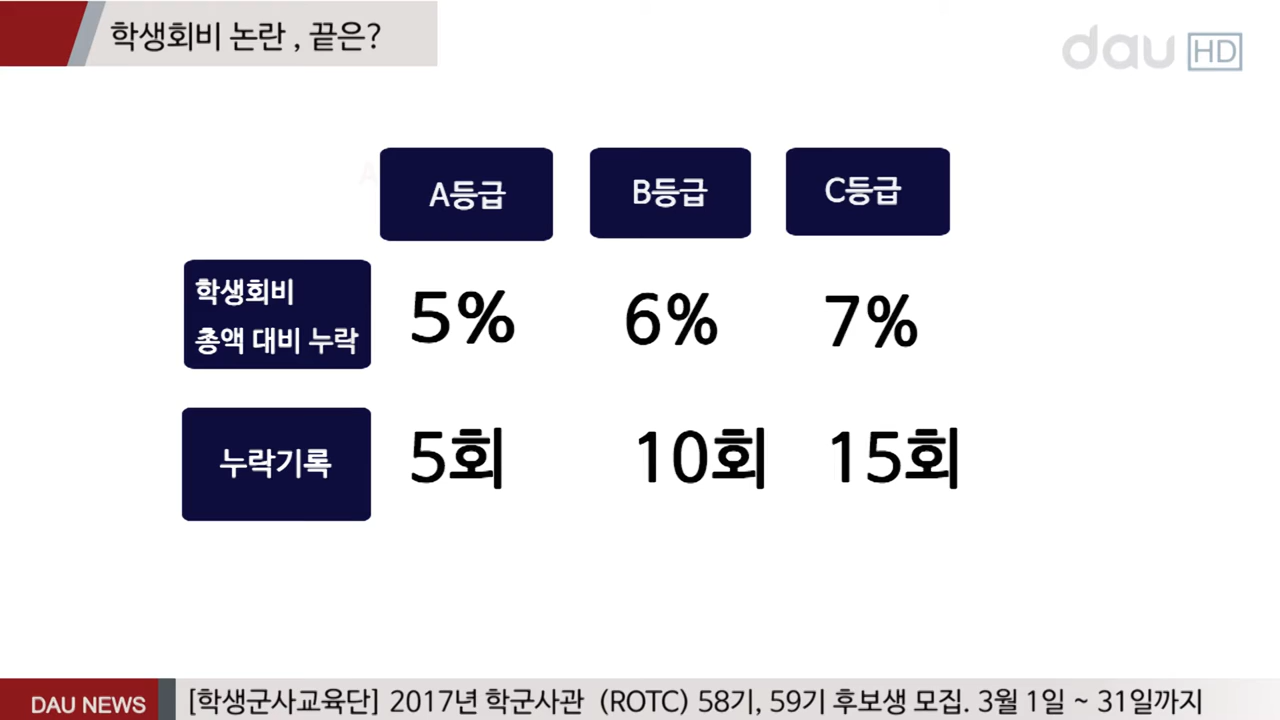 학생회비 논란 , 끝은?
dau HD
A등급 B등급 C등급
학생회비
총액 대비 누락
5% 6% 7%
누락기록 5회 10회 15회
DAU NEWS [학생군사교육단] 2017년 학군사관 (ROTC) 58기, 59기 후보생 모집. 3월 1일 ~ 31일까지